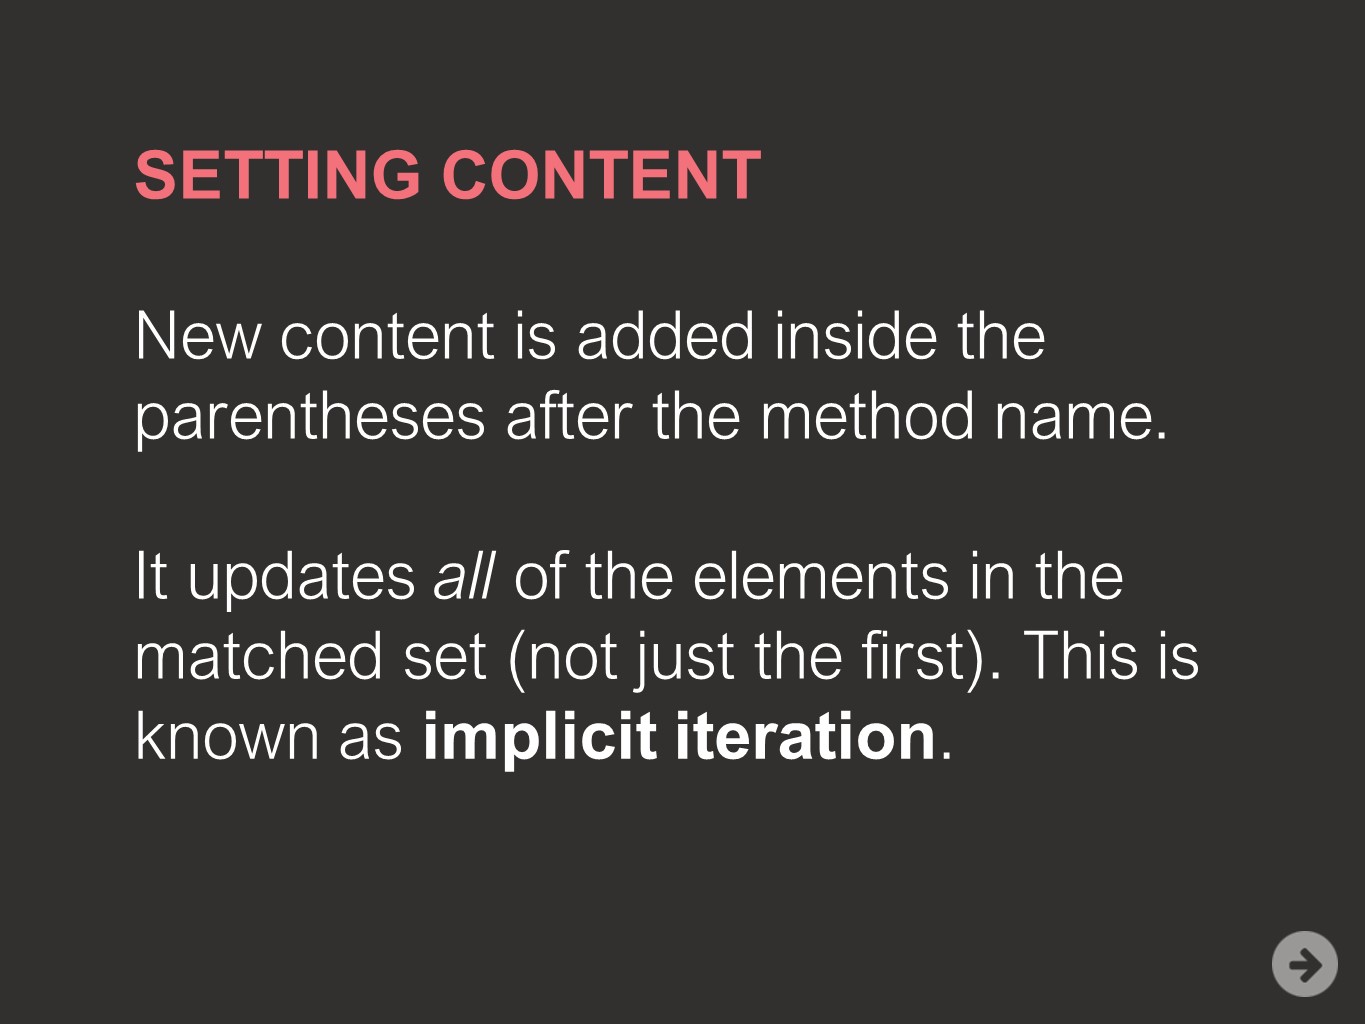 SETTING CONTENT
New content is added inside the
parentheses after the method name.
It updates all of the elements in the
matched set (not just the first). This is
known as implicit iteration.